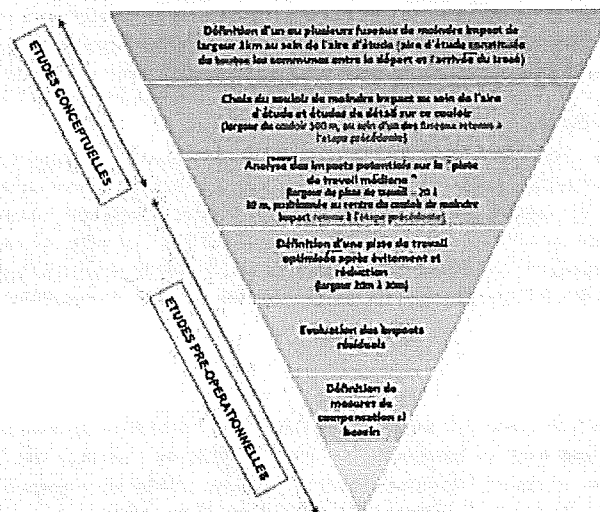 Définition d'un ou plusieurs fuseaux de moindre impact de
largeur 3km au sein de l'aire d'étude (aire d'étude constituée
de toutes les communes entre le départ et l'arrivée du tracé)
Choix du couloir de moindre impact au sein de l'aire
d'étude et études de détail sur ce couloir
(largeur du couloir 300 m, au sein d'un des fuseaux retenus à
l'étape précédente)
Analyse des impacts potentiels sur la "piste
de travail médiane"
(largeur de piste de travail – 20 à
30 m, positionnée au centre du couloir de moindre
impact retenu à l'étape précédente)
Définition d'une piste de travail
optimisée après évitement et
réduction
(largeur 20m à 30m)
Evaluation des impacts
résiduels
Définition de
mesures de
compensation si
besoin
ETUDES CONCEPTUELLES
ETUDES PRE-OPERATIONNELLES